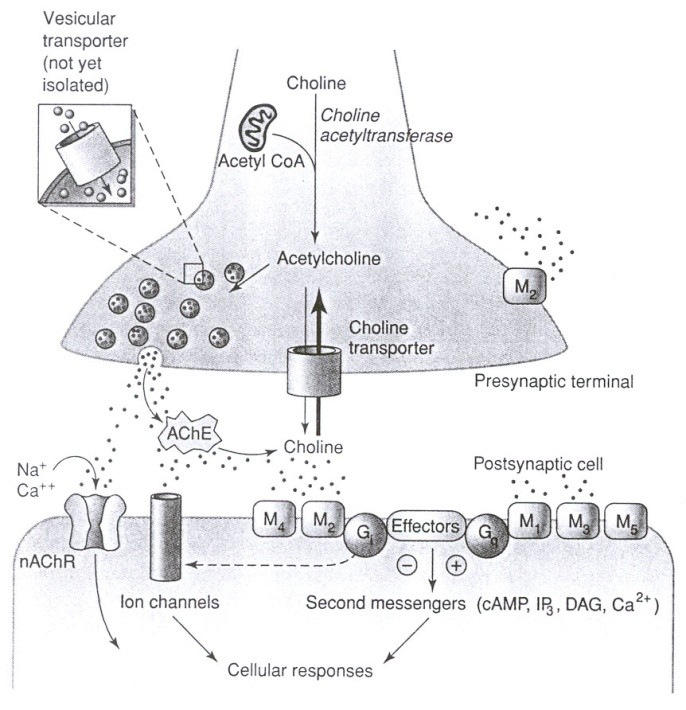 Vesicular
transporter
(not yet
isolated)
Choline
Choline
acetyltransferase
Acetyl CoA
Acetylcholine
M₂
Choline
transporter
Presynaptic terminal
AChE
Choline
Postsynaptic cell
Na⁺
Ca⁺⁺
nAChR
M₄
M₂
Gᵢ
Effectors
G_q
M₁
M₃
M₅
− +
Ion channels
Second messengers (cAMP, IP₃, DAG, Ca²⁺)
Cellular responses